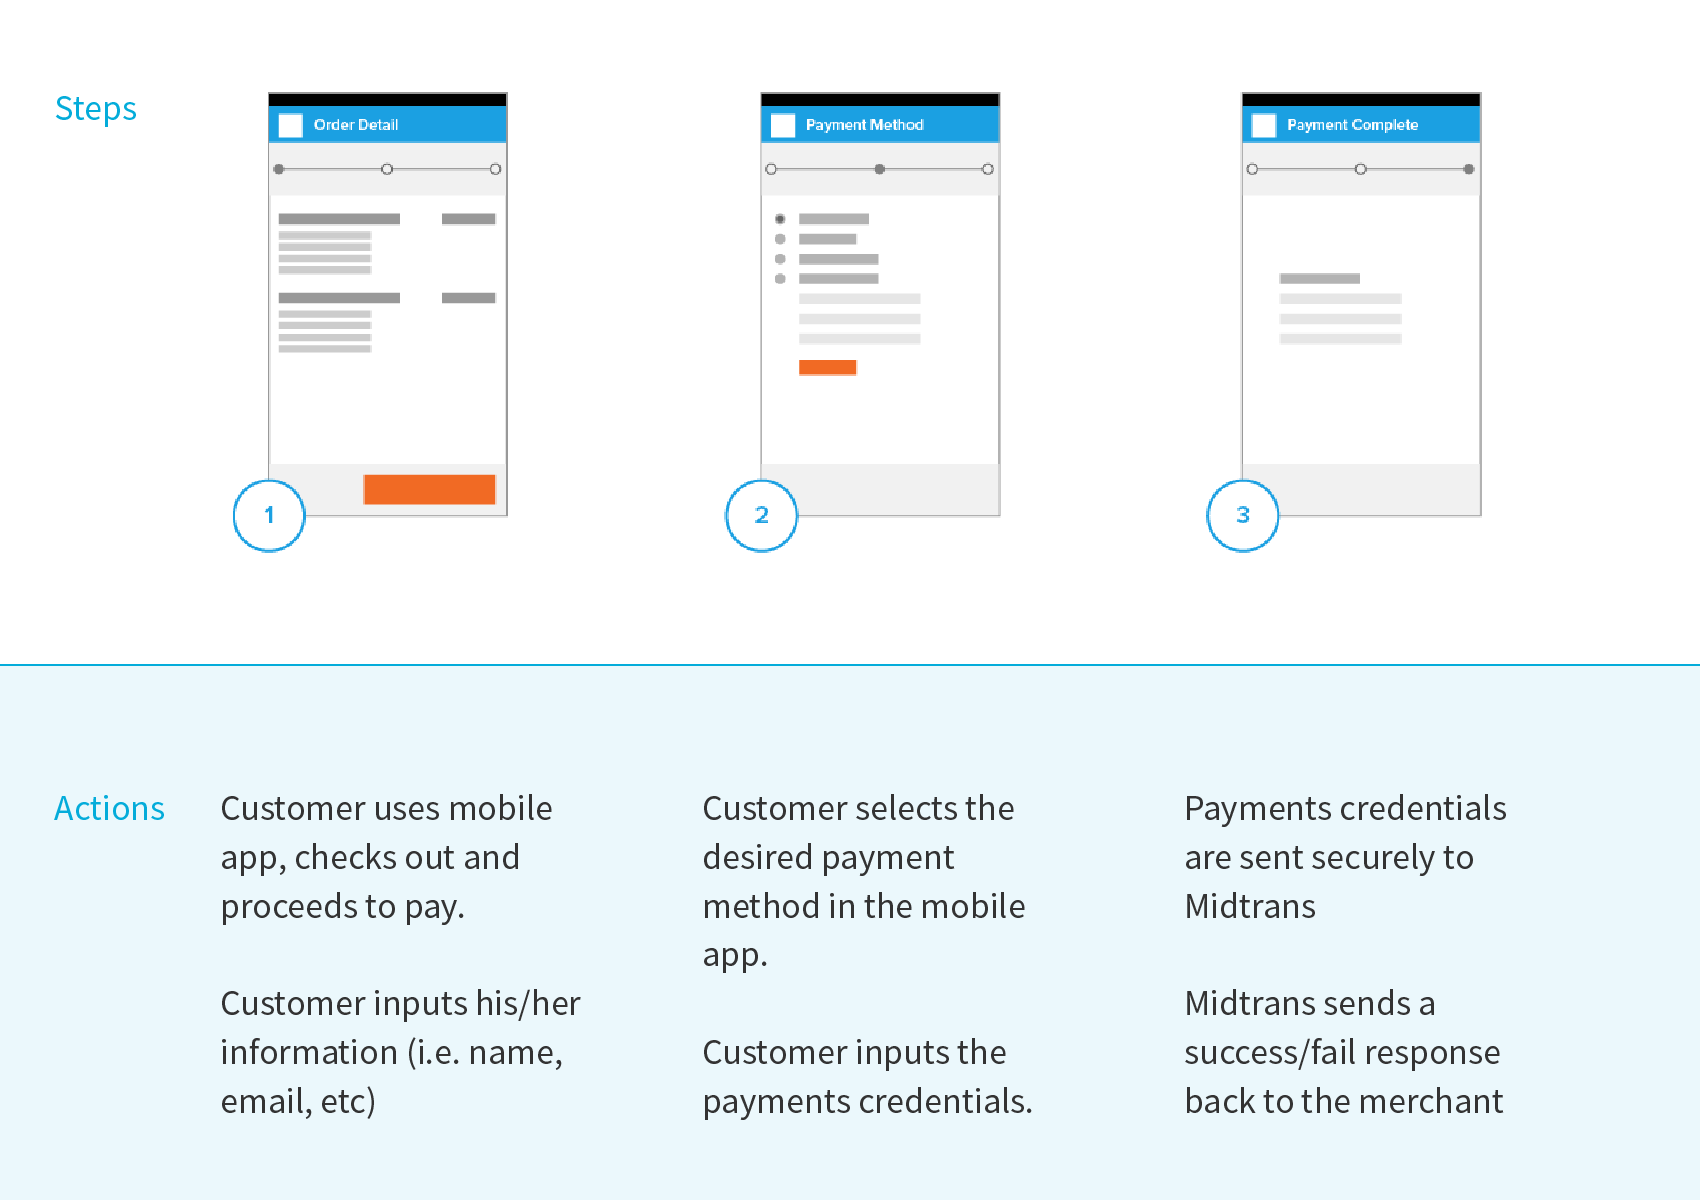 Steps
Order Detail
Payment Method
Payment Complete
1
2
3
Actions
Customer uses mobile
app, checks out and
proceeds to pay.
Customer inputs his/her
information (i.e. name,
email, etc)
Customer selects the
desired payment
method in the mobile
app.
Customer inputs the
payments credentials.
Payments credentials
are sent securely to
Midtrans
Midtrans sends a
success/fail response
back to the merchant